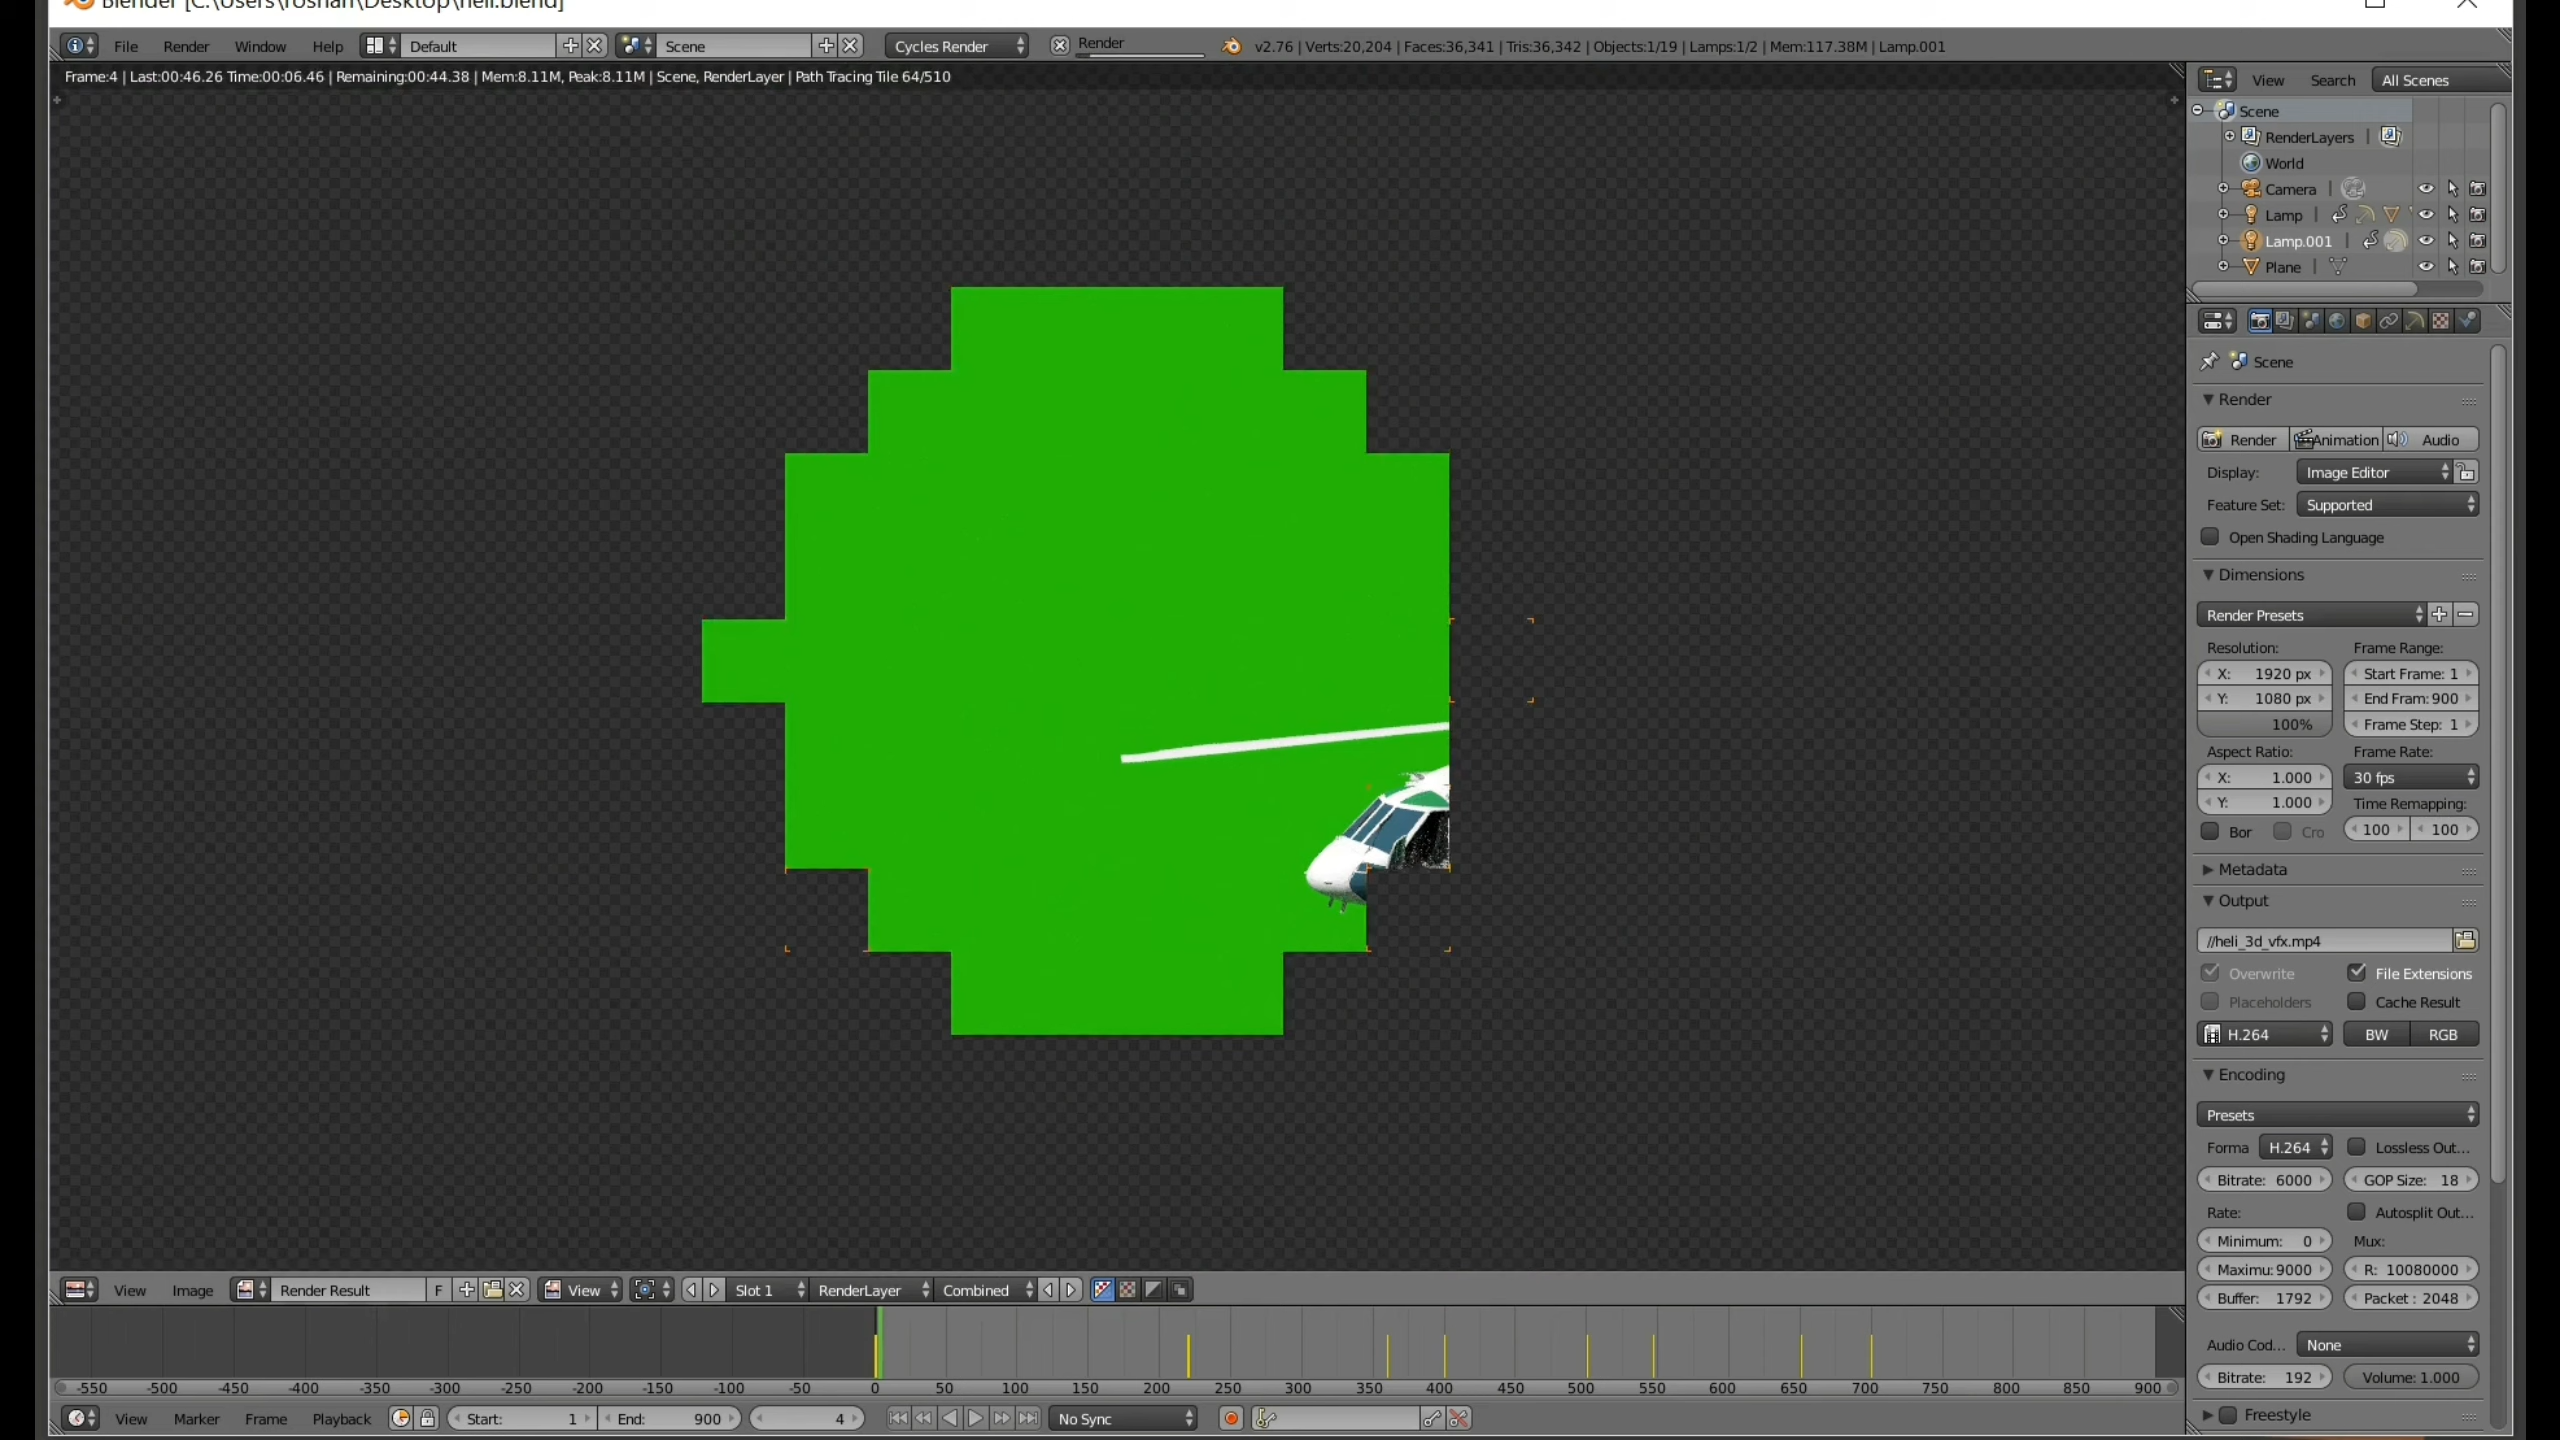 Blender [C:\Users\roshan\Desktop\heli.blend]
File Render Window Help Default Scene Cycles Render Render v2.76 | Verts:20,204 | Faces:36,341 | Tris:36,342 | Objects:1/19 | Lamps:1/2 | Mem:117.38M | Lamp.001
Frame:4 | Last:00:46.26 Time:00:06.46 | Remaining:00:44.38 | Mem:8.11M, Peak:8.11M | Scene, RenderLayer | Path Tracing Tile 64/510
View Search All Scenes
Scene
RenderLayers |
World
Camera |
Lamp |
Lamp.001 |
Plane |
Scene
Render
Render Animation Audio
Display: Image Editor
Feature Set: Supported
Open Shading Language
Dimensions
Render Presets
Resolution: Frame Range:
X: 1920 px Start Frame: 1
Y: 1080 px End Fram: 900
100% Frame Step: 1
Aspect Ratio: Frame Rate:
X: 1.000 30 fps
Y: 1.000 Time Remapping:
Bor Cro 100 100
Metadata
Output
//heli_3d_vfx.mp4
Overwrite File Extensions
Placeholders Cache Result
H.264 BW RGB
Encoding
Presets
Forma H.264 Lossless Out...
Bitrate: 6000 GOP Size: 18
Rate: Autosplit Out...
Minimum: 0 Mux:
Maximu: 9000 R: 10080000
Buffer: 1792 Packet : 2048
Audio Cod... None
Bitrate: 192 Volume: 1.000
Freestyle
View Image Render Result F View Slot 1 RenderLayer Combined
-550 -500 -450 -400 -350 -300 -250 -200 -150 -100 -50 0 50 100 150 200 250 300 350 400 450 500 550 600 650 700 750 800 850 900
View Marker Frame Playback Start: 1 End: 900 4 No Sync